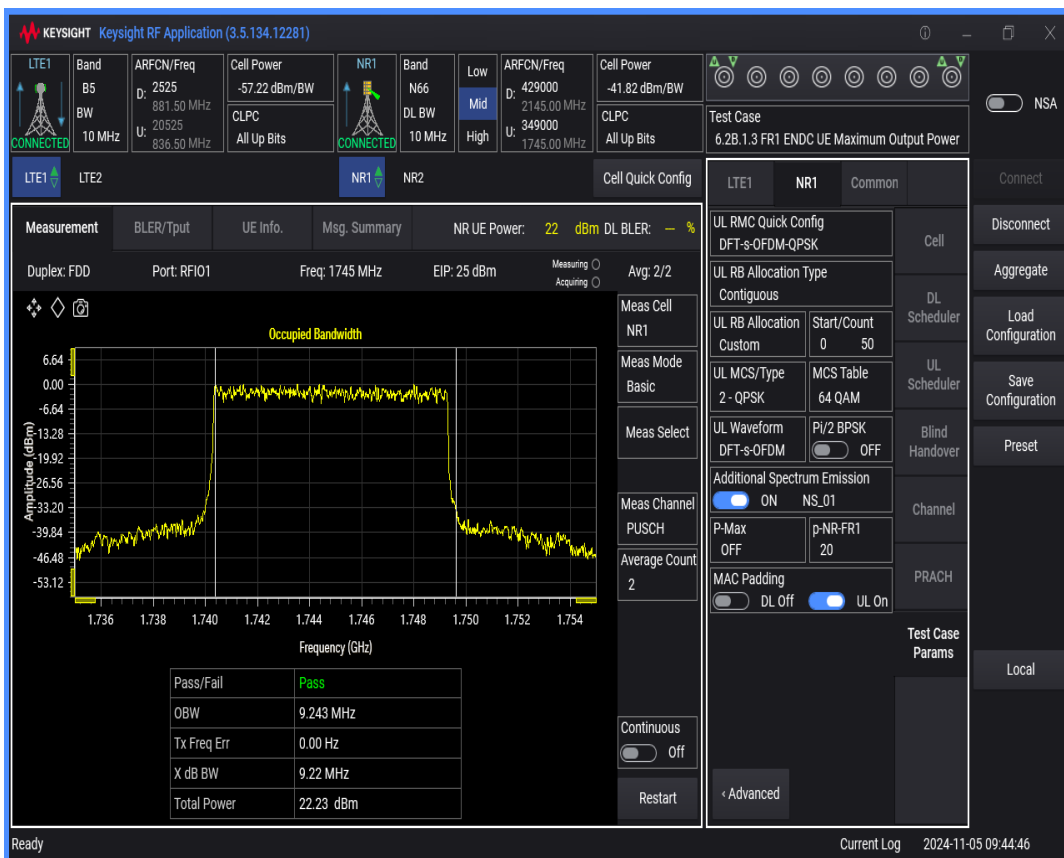 KEYSIGHT Keysight RF Application (3.5.134.12281)
LTE1
CONNECTED
Band
B5
BW
10 MHz
ARFCN/Freq
D: 2525
881.50 MHz
U: 20525
836.50 MHz
Cell Power
-57.22 dBm/BW
CLPC
All Up Bits
NR1
CONNECTED
Band
N66
DL BW
10 MHz
Low
Mid
High
ARFCN/Freq
D: 429000
2145.00 MHz
U: 349000
1745.00 MHz
Cell Power
-41.82 dBm/BW
CLPC
All Up Bits
Test Case
6.2B.1.3 FR1 ENDC UE Maximum Output Power
NSA
LTE1 LTE2 NR1 NR2 Cell Quick Config
Measurement BLER/Tput UE Info. Msg. Summary NR UE Power: 22 dBm DL BLER: -- %
Duplex: FDD Port: RFIO1 Freq: 1745 MHz EIP: 25 dBm Measuring Avg: 2/2
Acquiring
Occupied Bandwidth
Amplitude (dBm)
6.64
0.00
-6.64
-13.28
-19.92
-26.56
-33.20
-39.84
-46.48
-53.12
1.736 1.738 1.740 1.742 1.744 1.746 1.748 1.750 1.752 1.754
Frequency (GHz)
Pass/Fail Pass
OBW 9.243 MHz
Tx Freq Err 0.00 Hz
X dB BW 9.22 MHz
Total Power 22.23 dBm
Meas Cell
NR1
Meas Mode
Basic
Meas Select
Meas Channel
PUSCH
Average Count
2
Continuous
Off
Restart
LTE1 NR1 Common
UL RMC Quick Config
DFT-s-OFDM-QPSK
UL RB Allocation Type
Contiguous
UL RB Allocation Start/Count
Custom 0 50
UL MCS/Type MCS Table
2 - QPSK 64 QAM
UL Waveform Pi/2 BPSK
DFT-s-OFDM OFF
Additional Spectrum Emission
ON NS_01
P-Max p-NR-FR1
OFF 20
MAC Padding
DL Off UL On
‹ Advanced
Cell
DL
Scheduler
UL
Scheduler
Blind
Handover
Channel
PRACH
Test Case
Params
Connect
Disconnect
Aggregate
Load
Configuration
Save
Configuration
Preset
Local
Ready Current Log 2024-11-05 09:44:46